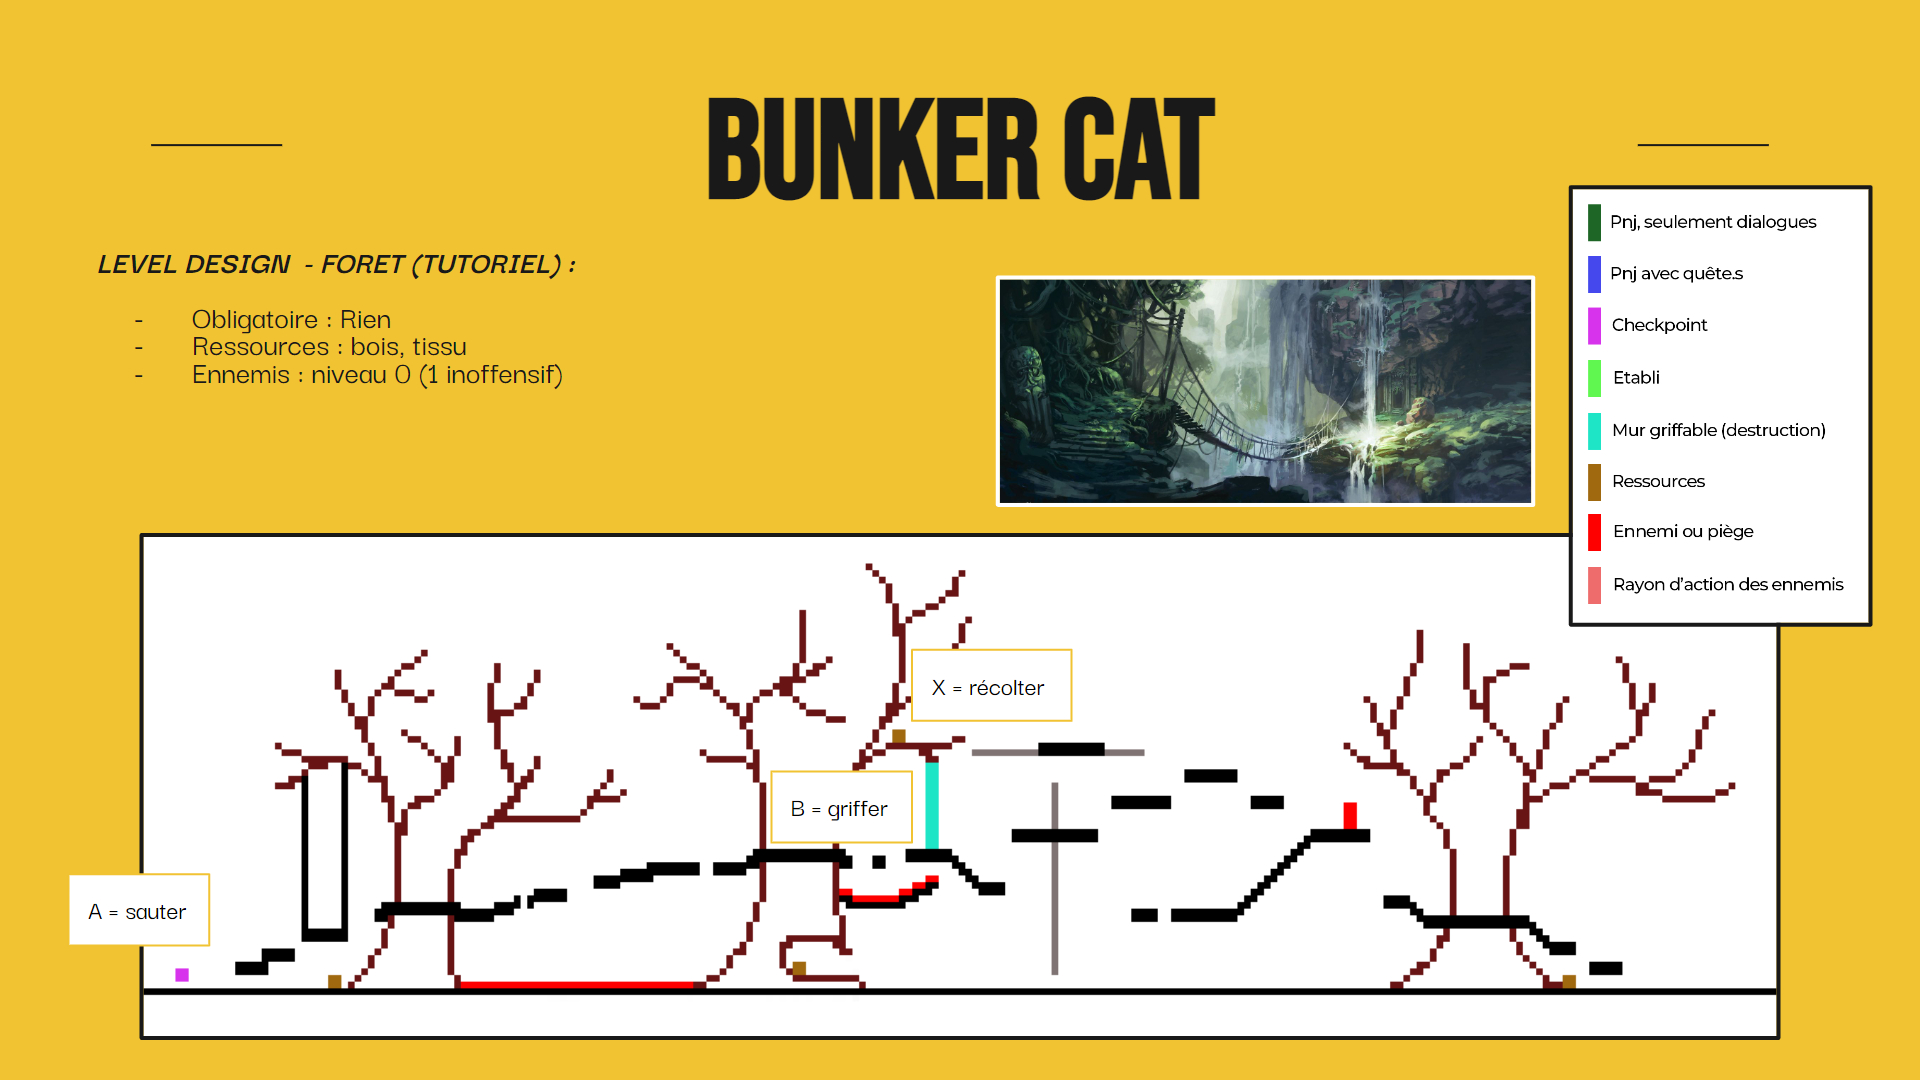 BUNKER CAT
LEVEL DESIGN - FORET (TUTORIEL) :
- Obligatoire : Rien
- Ressources : bois, tissu
- Ennemis : niveau 0 (1 inoffensif)
Pnj, seulement dialogues
Pnj avec quête.s
Checkpoint
Etabli
Mur griffable (destruction)
Ressources
Ennemi ou piège
Rayon d'action des ennemis
X = récolter
B = griffer
A = sauter